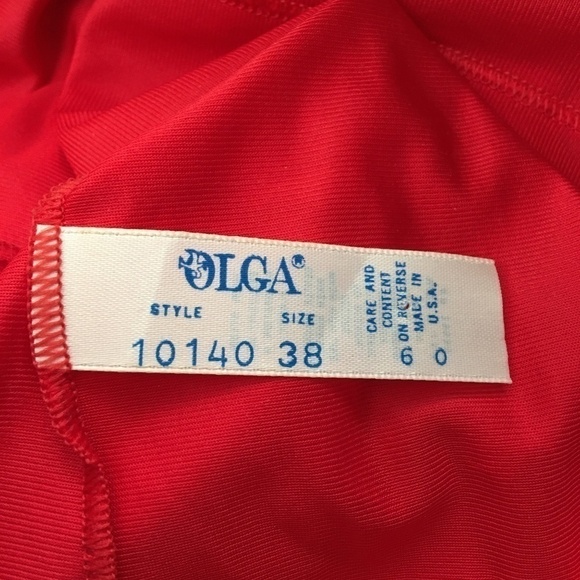 OLGA®
STYLE SIZE
10140 38
CARE AND
CONTENT
ON REVERSE
MADE IN
U.S.A.
6 0